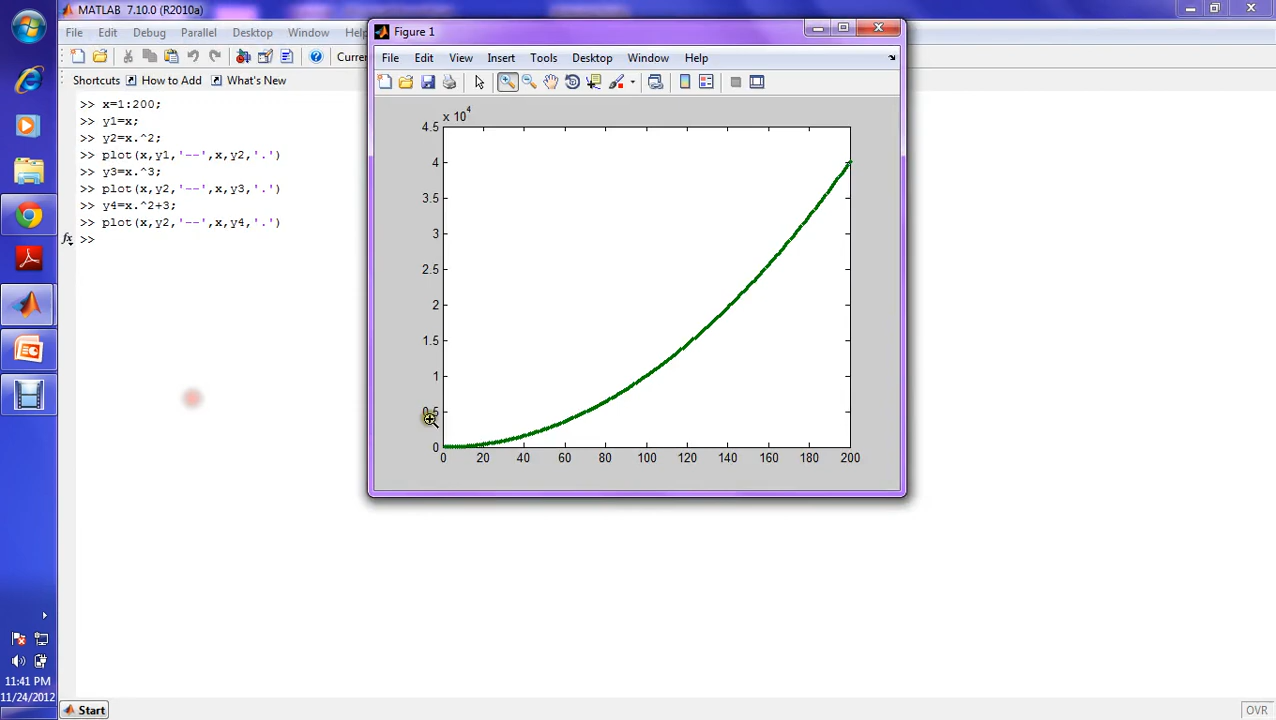 MATLAB 7.10.0 (R2010a)
File Edit Debug Parallel Desktop Window
Shortcuts How to Add What's New
>> x=1:200;
>> y1=x;
>> y2=x.^2;
>> plot(x,y1,'--',x,y2,'.')
>> y3=x.^3;
>> plot(x,y2,'--',x,y3,'.')
>> y4=x.^2+3;
>> plot(x,y2,'--',x,y4,'.')
fx >>
Figure 1
File Edit View Insert Tools Desktop Window Help
x 10^4
4.5
4
3.5
3
2.5
2
1.5
1
0
0 20 40 60 80 100 120 140 160 180 200
11:41 PM
11/24/2012
Start
OVR